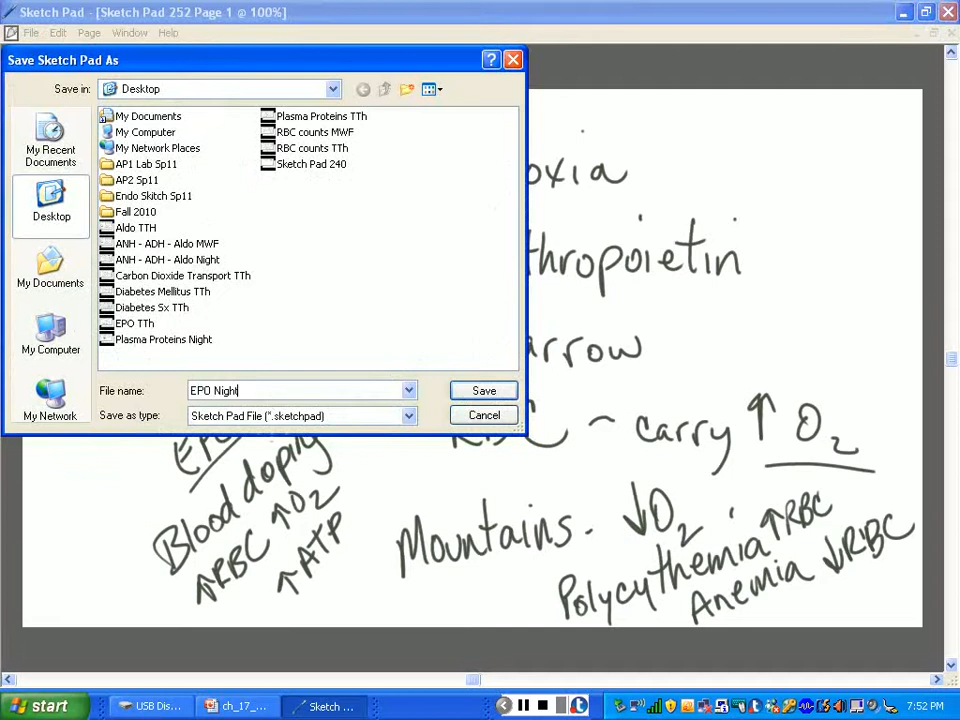 Sketch Pad - [Sketch Pad 252 Page 1 @ 100%]
File Edit Page Window Help
Save Sketch Pad As
Save in: Desktop
My Recent Documents
Desktop
My Documents
My Computer
My Network
My Documents
My Computer
My Network Places
AP1 Lab Sp11
AP2 Sp11
Endo Skitch Sp11
Fall 2010
Aldo TTH
ANH - ADH - Aldo MWF
ANH - ADH - Aldo Night
Carbon Dioxide Transport TTh
Diabetes Mellitus TTh
Diabetes Sx TTh
EPO TTh
Plasma Proteins Night
Plasma Proteins TTh
RBC counts MWF
RBC counts TTh
Sketch Pad 240
File name: EPO Night
Save
Save as type: Sketch Pad File (*.sketchpad)
Cancel
oxia
thropoietin
arrow
RBC ~ carry ↑ O₂
EPO
Blood doping
↑RBC ↑O₂
↑ATP
Mountains - ↓O₂
Polycythemia ↑RBC
Anemia ↓RBC
start
USB Dis...
ch_17_...
Sketch ...
7:52 PM